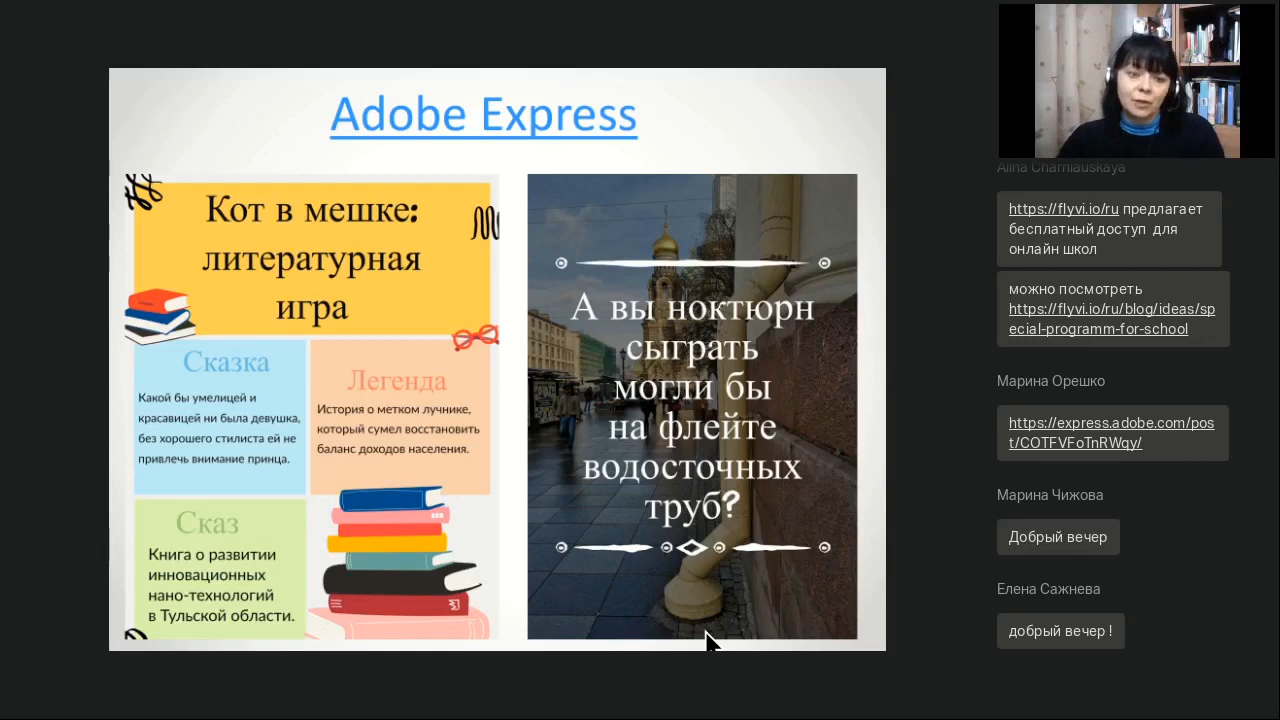 Adobe Express
Кот в мешке:
литературная
игра
Сказка
Какой бы умелицей и
красавицей ни была девушка,
без хорошего стилиста ей не
привлечь внимание принца.
Легенда
История о метком лучнике,
который сумел восстановить
баланс доходов населения.
Сказ
Книга о развитии
инновационных
нано-технологий
в Тульской области.
А вы ноктюрн
сыграть
могли бы
на флейте
водосточных
труб?
Alina Charniauskaya
https://flyvi.io/ru предлагает
бесплатный доступ для
онлайн школ
можно посмотреть
https://flyvi.io/ru/blog/ideas/sp
ecial-programm-for-school
Марина Орешко
https://express.adobe.com/pos
t/COTFVFoTnRWqy/
Марина Чижова
Добрый вечер
Елена Сажнева
добрый вечер !